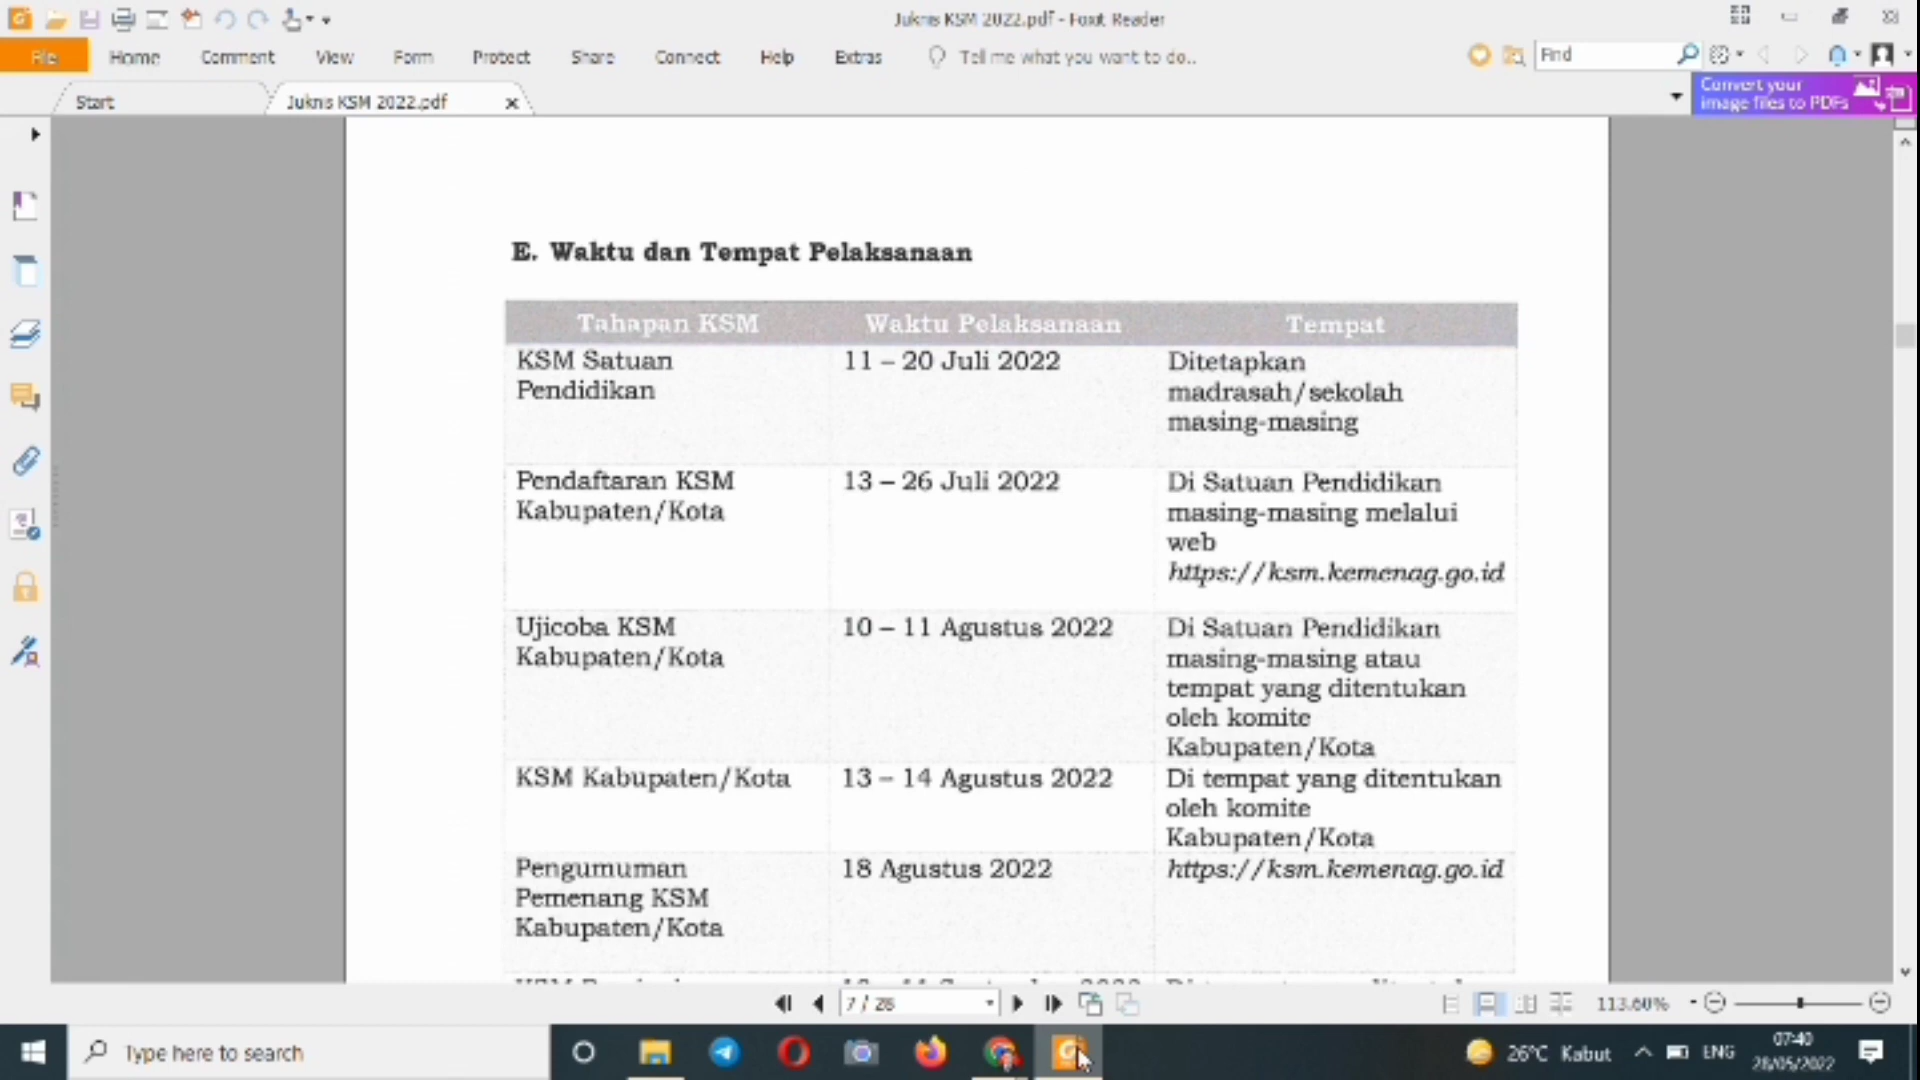 Juknis KSM 2022.pdf - Foxit Reader
File Home Comment View Form Protect Share Connect Help Extras Tell me what you want to do.. Find
Start Juknis KSM 2022.pdf
Convert your
image files to PDFs
E. Waktu dan Tempat Pelaksanaan
Tahapan KSM Waktu Pelaksanaan Tempat
KSM Satuan 11 – 20 Juli 2022 Ditetapkan
Pendidikan madrasah/sekolah
masing-masing
Pendaftaran KSM 13 – 26 Juli 2022 Di Satuan Pendidikan
Kabupaten/Kota masing-masing melalui
web
https://ksm.kemenag.go.id
Ujicoba KSM 10 – 11 Agustus 2022 Di Satuan Pendidikan
Kabupaten/Kota masing-masing atau
tempat yang ditentukan
oleh komite
Kabupaten/Kota
KSM Kabupaten/Kota 13 – 14 Agustus 2022 Di tempat yang ditentukan
oleh komite
Kabupaten/Kota
Pengumuman 18 Agustus 2022 https://ksm.kemenag.go.id
Pemenang KSM
Kabupaten/Kota
7 / 28 113.60%
Type here to search 26°C Kabut ENG 07:40
28/05/2022